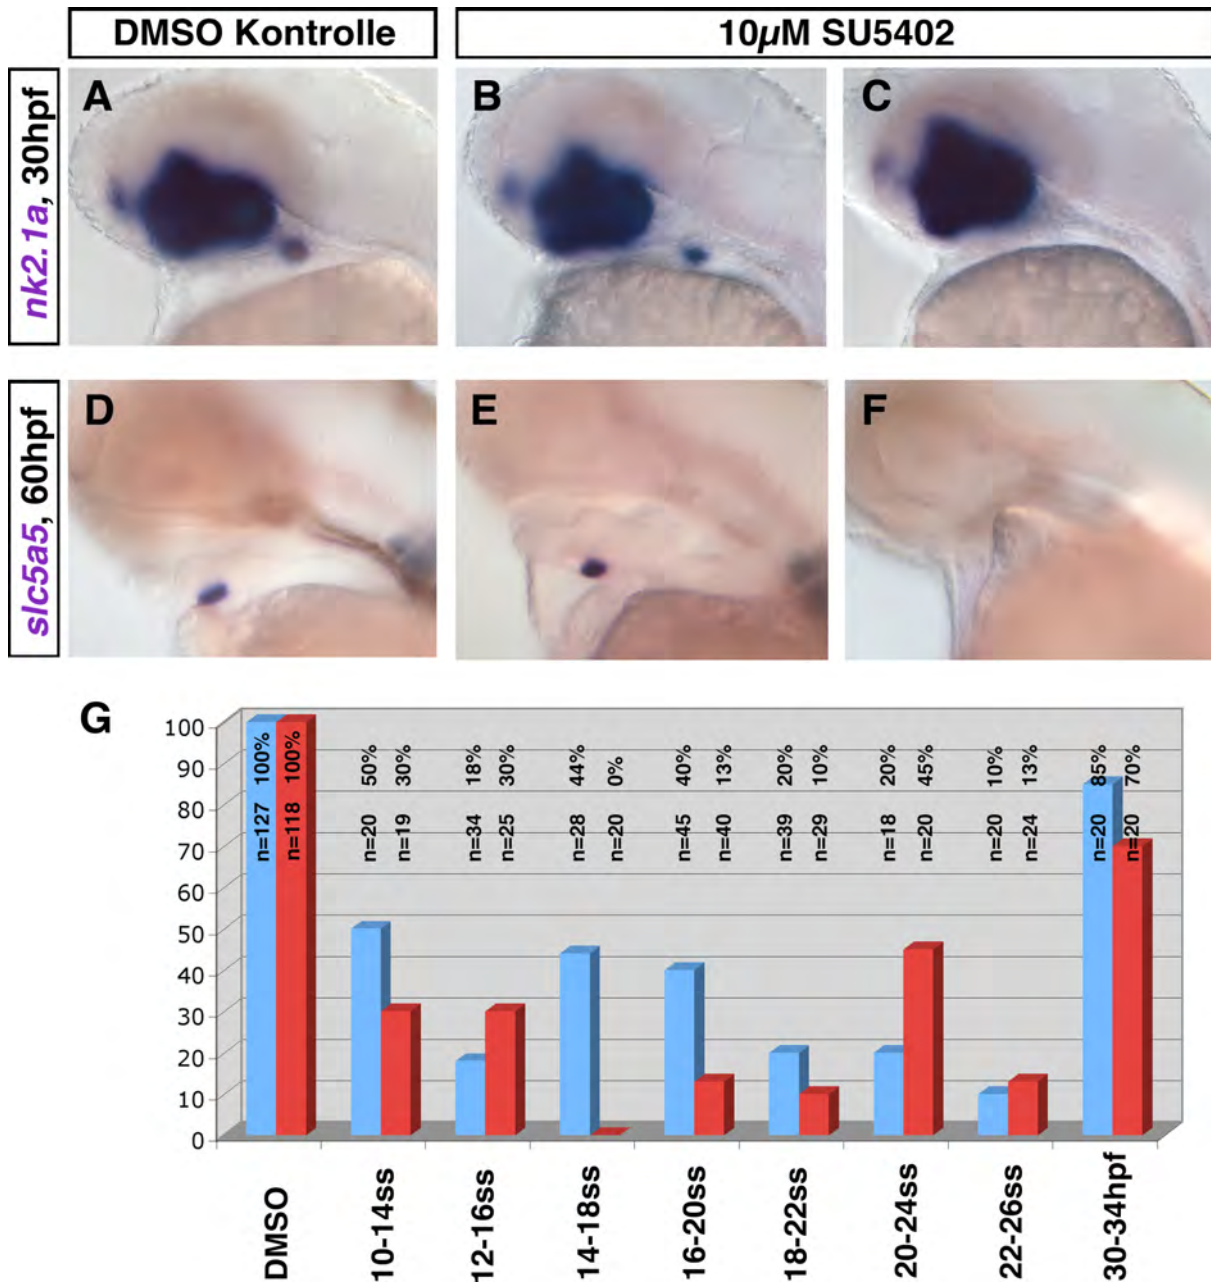 DMSO Kontrolle
10µM SU5402
nk2.1a, 30hpf
A
B
C
slc5a5, 60hpf
D
E
F
G
100
90
80
70
60
50
40
30
20
10
0
n=127 100%
n=118 100%
n=20 50%
n=19 30%
n=34 18%
n=25 30%
n=28 44%
n=20 0%
n=45 40%
n=40 13%
n=39 20%
n=29 10%
n=18 20%
n=20 45%
n=20 10%
n=24 13%
n=20 85%
n=20 70%
DMSO
10-14ss
12-16ss
14-18ss
16-20ss
18-22ss
20-24ss
22-26ss
30-34hpf